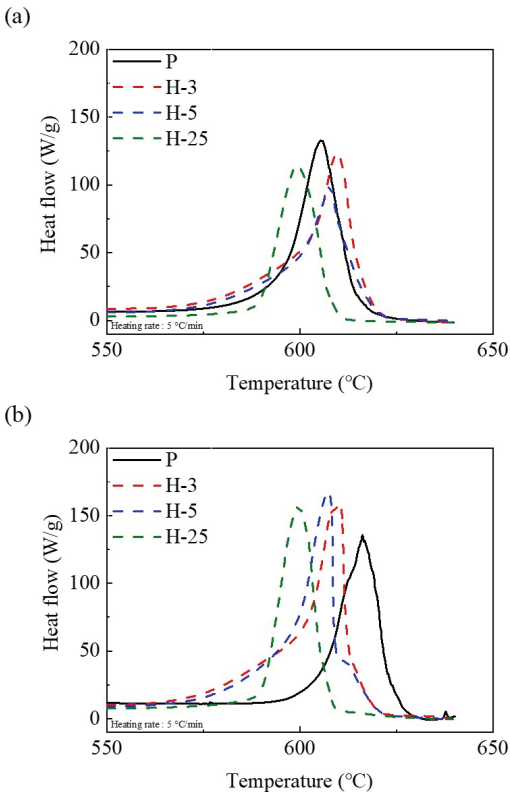 (a)
200
150
100
50
0
Heat flow (W/g)
P
H-3
H-5
H-25
Heating rate : 5 °C/min
550
600
650
Temperature (℃)
(b)
200
150
100
50
0
Heat flow (W/g)
P
H-3
H-5
H-25
Heating rate : 5 °C/min
550
600
650
Temperature (℃)